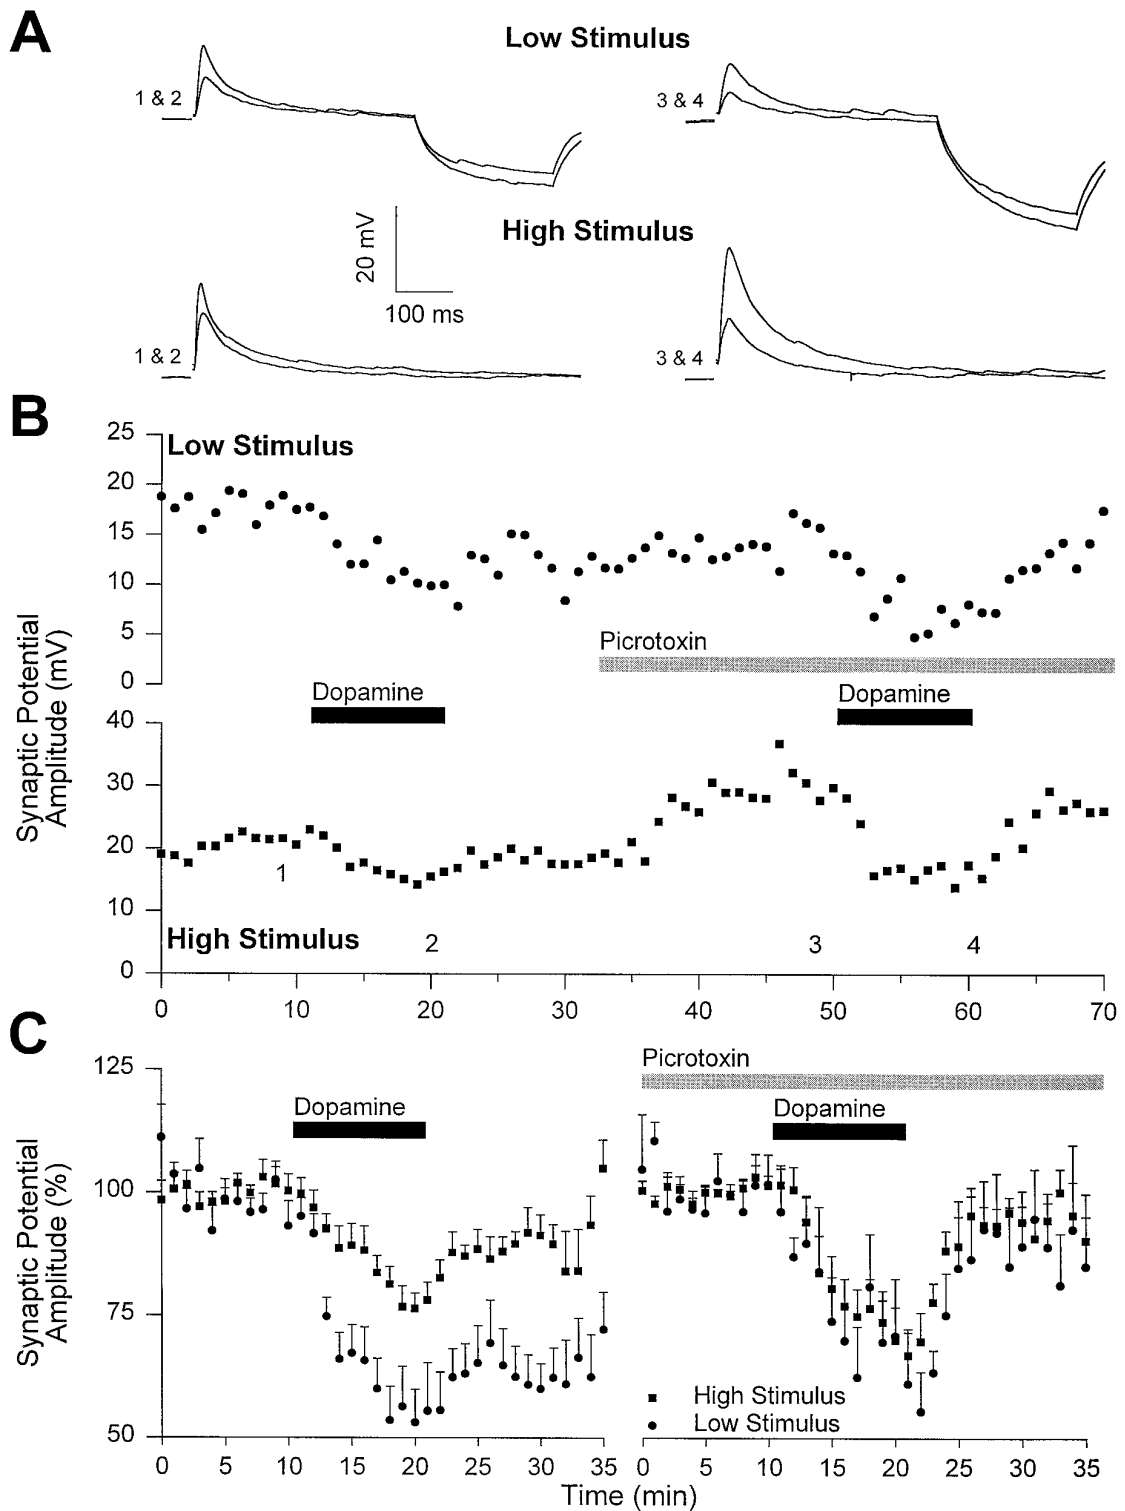 A
Low Stimulus
1 & 2
3 & 4
20 mV
100 ms
High Stimulus
1 & 2
3 & 4
B
Synaptic Potential
Amplitude (mV)
25
20
15
10
5
0
Low Stimulus
Picrotoxin
Dopamine
Dopamine
40
30
20
10
0
1
2
3
4
High Stimulus
0
10
20
30
40
50
60
70
C
Synaptic Potential
Amplitude (%)
125
100
75
50
Dopamine
Picrotoxin
Dopamine
High Stimulus
Low Stimulus
0
5
10
15
20
25
30
35
0
5
10
15
20
25
30
35
Time (min)